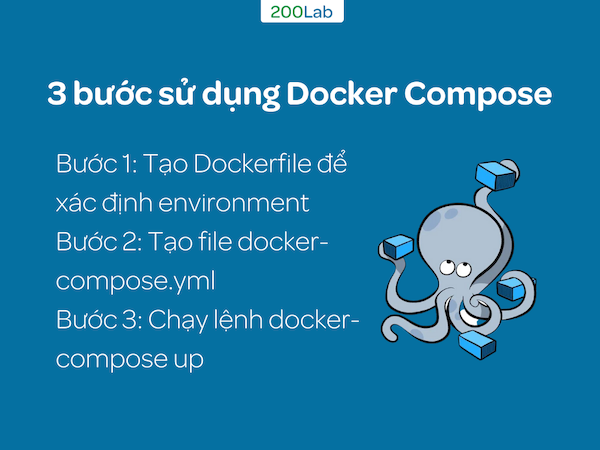 200Lab
3 bước sử dụng Docker Compose
Bước 1: Tạo Dockerfile để
xác định environment
Bước 2: Tạo file docker-
compose.yml
Bước 3: Chạy lệnh docker-
compose up